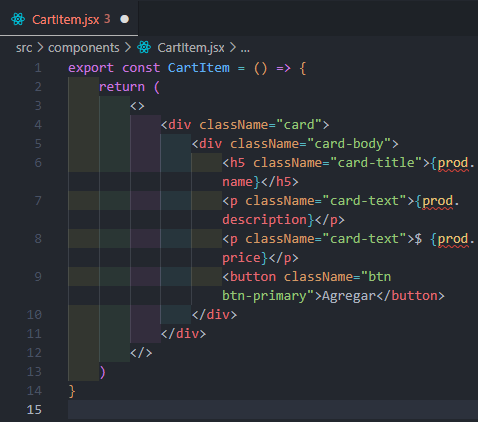 CartItem.jsx 3
src > components > CartItem.jsx > ...
1 export const CartItem = () => {
2 return (
3 <>
4 <div className="card">
5 <div className="card-body">
6 <h5 className="card-title">{prod.
name}</h5>
7 <p className="card-text">{prod.
description}</p>
8 <p className="card-text">$ {prod.
price}</p>
9 <button className="btn
btn-primary">Agregar</button>
10 </div>
11 </div>
12 </>
13 )
14 }
15